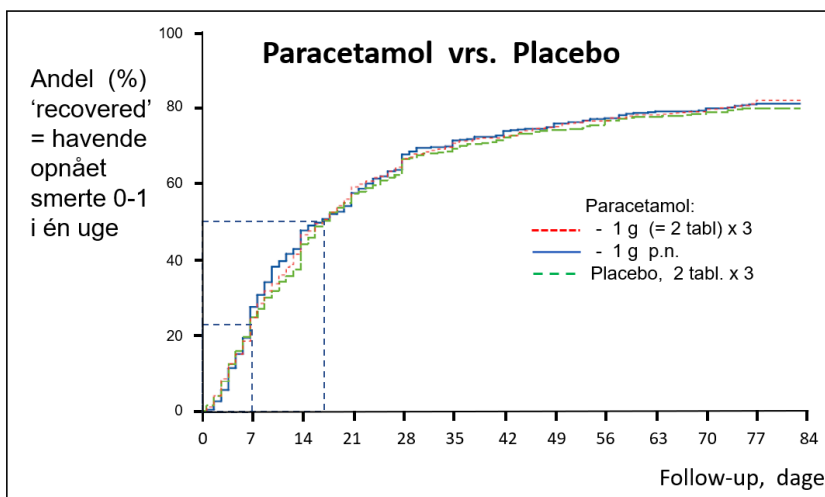 Paracetamol vrs. Placebo
Andel (%)
‘recovered’
= havende
opnået
smerte 0-1
i én uge
100
80
60
40
20
0
Paracetamol:
- 1 g (= 2 tabl) x 3
- 1 g p.n.
Placebo, 2 tabl. x 3
0 7 14 21 28 35 42 49 56 63 70 77 84
Follow-up, dage